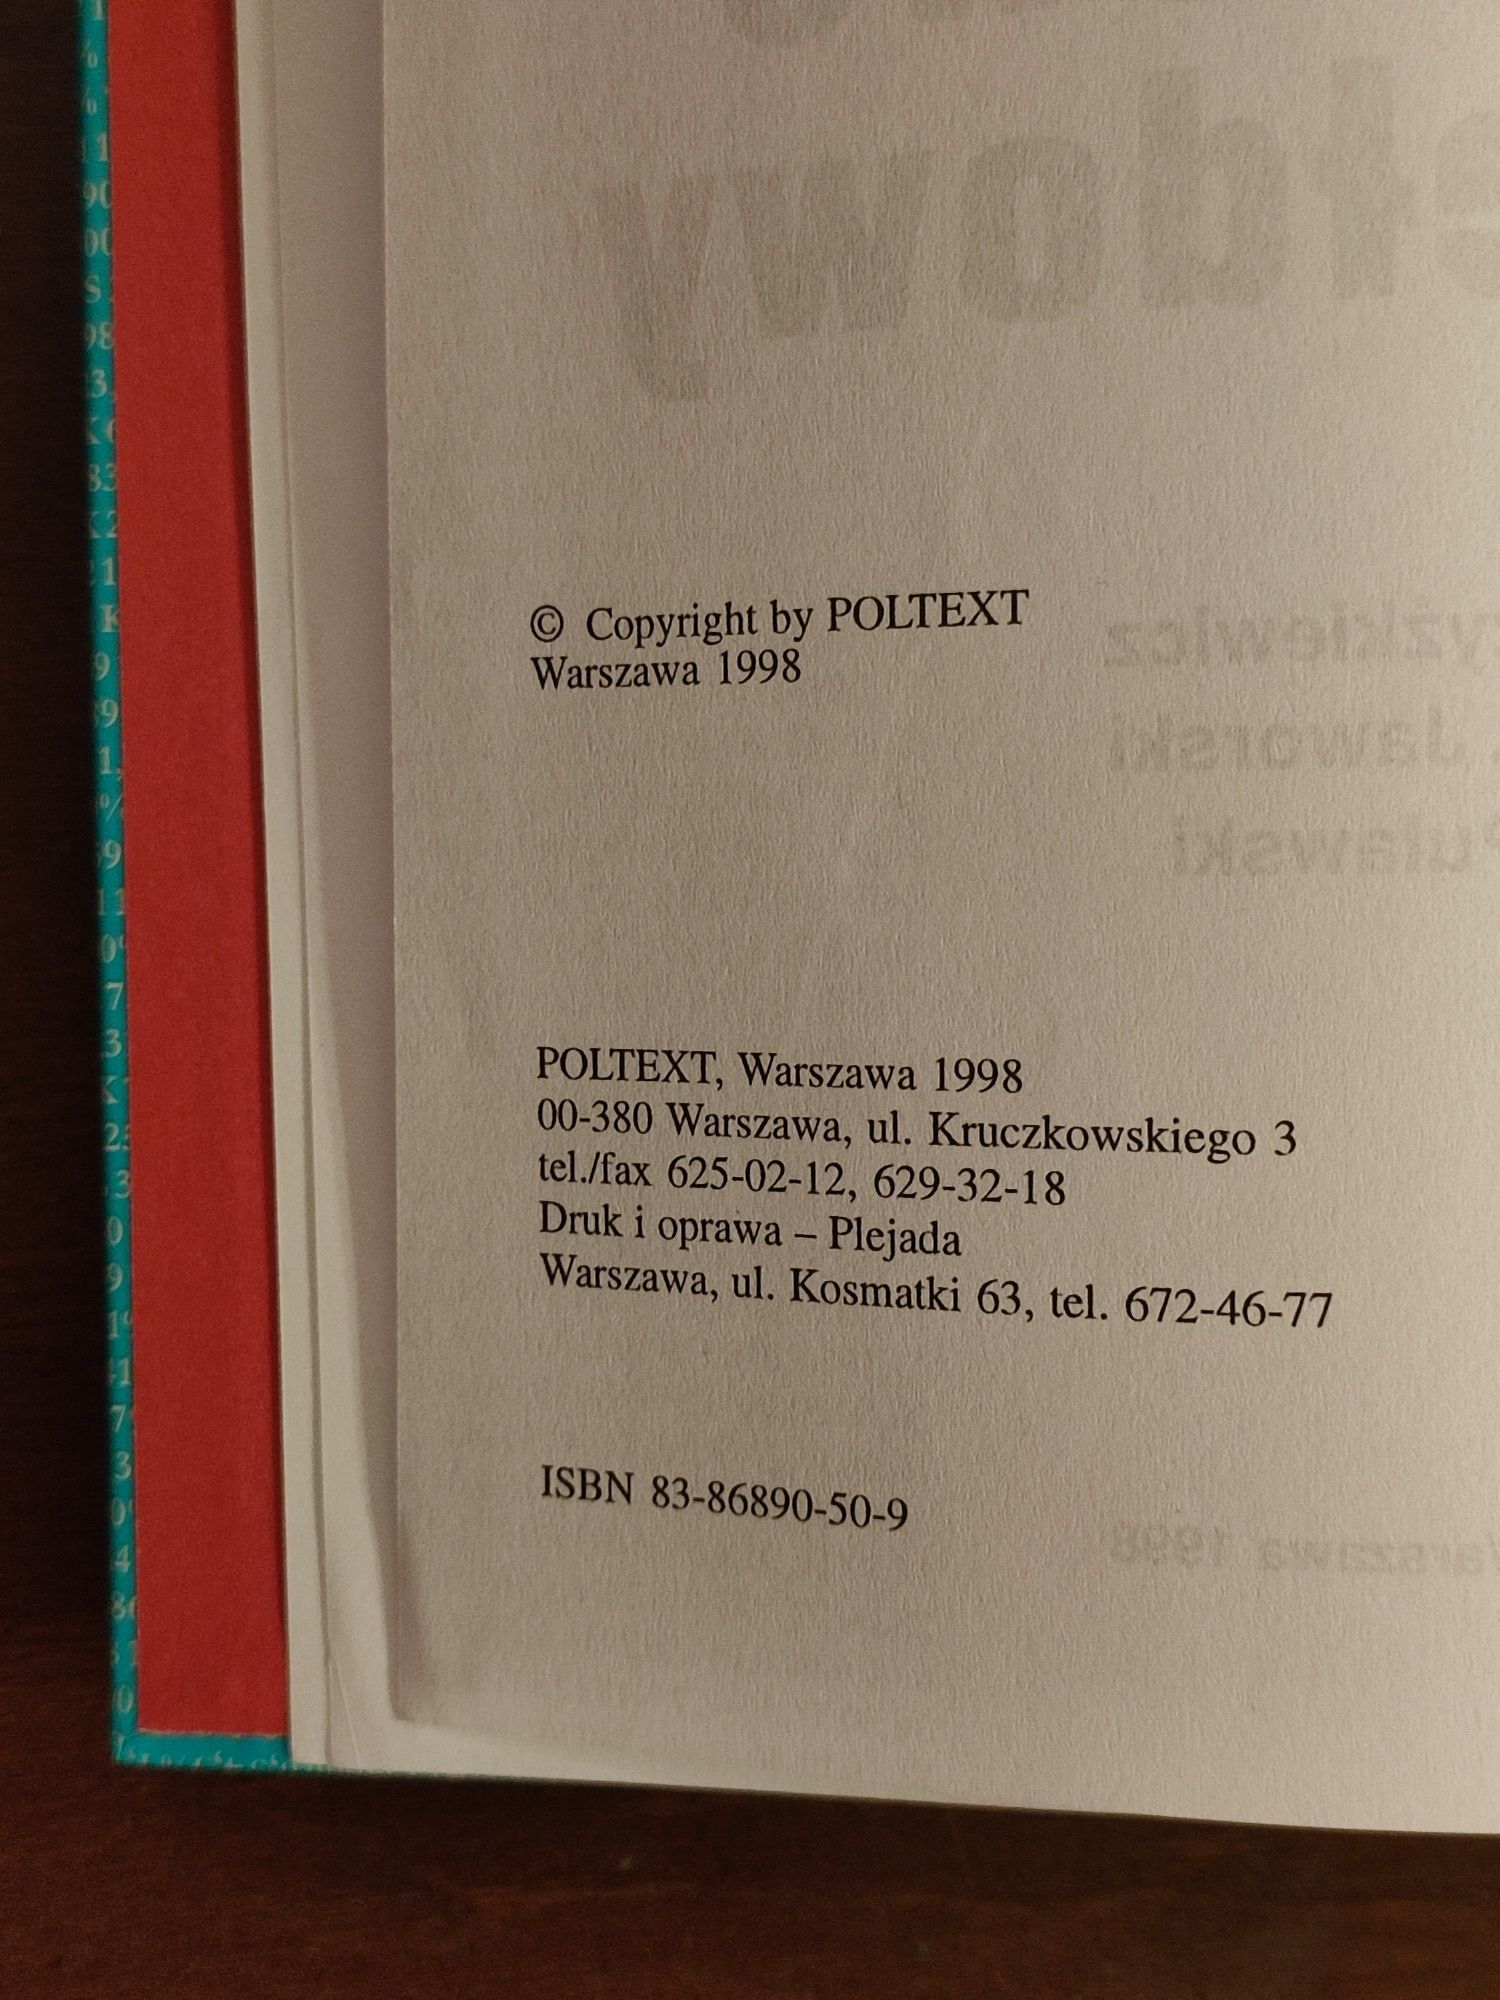 © Copyright by POLTEXT
Warszawa 1998
POLTEXT, Warszawa 1998
00-380 Warszawa, ul. Kruczkowskiego 3
tel./fax 625-02-12, 629-32-18
Druk i oprawa – Plejada
Warszawa, ul. Kosmatki 63, tel. 672-46-77
ISBN 83-86890-50-9